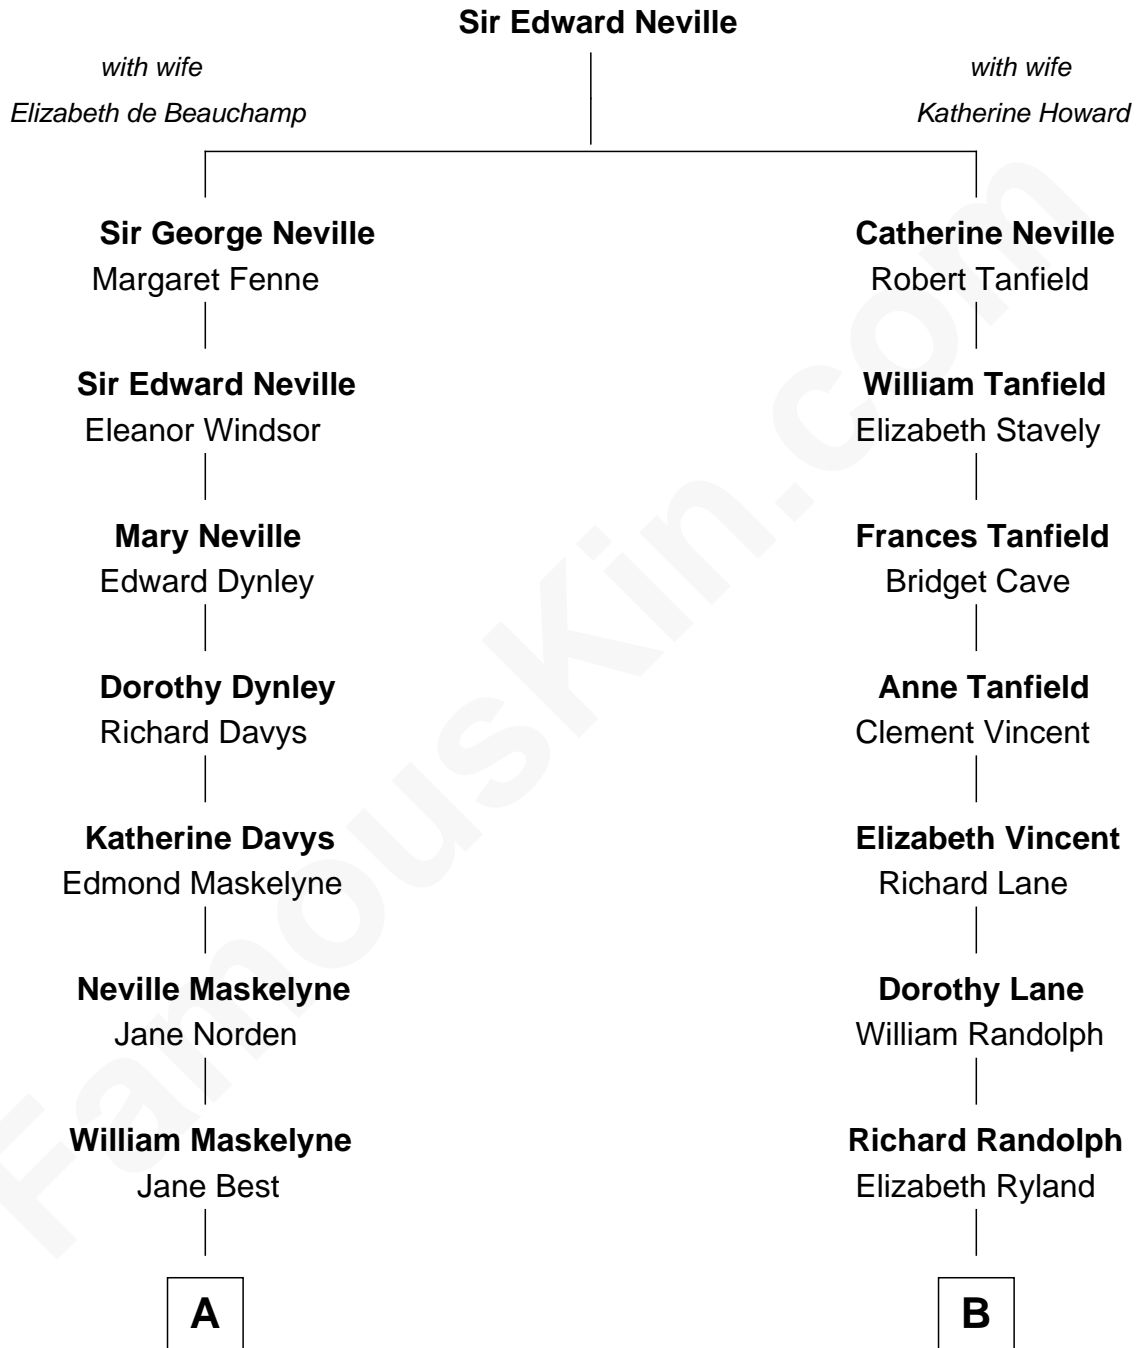 Sir Edward Neville
with wife
Elizabeth de Beauchamp
with wife
Katherine Howard
Sir George Neville
Margaret Fenne
Catherine Neville
Robert Tanfield
Sir Edward Neville
Eleanor Windsor
William Tanfield
Elizabeth Stavely
Mary Neville
Edward Dynley
Frances Tanfield
Bridget Cave
Dorothy Dynley
Richard Davys
Anne Tanfield
Clement Vincent
Katherine Davys
Edmond Maskelyne
Elizabeth Vincent
Richard Lane
Neville Maskelyne
Jane Norden
Dorothy Lane
William Randolph
William Maskelyne
Jane Best
Richard Randolph
Elizabeth Ryland
A
B
FamousKin.com